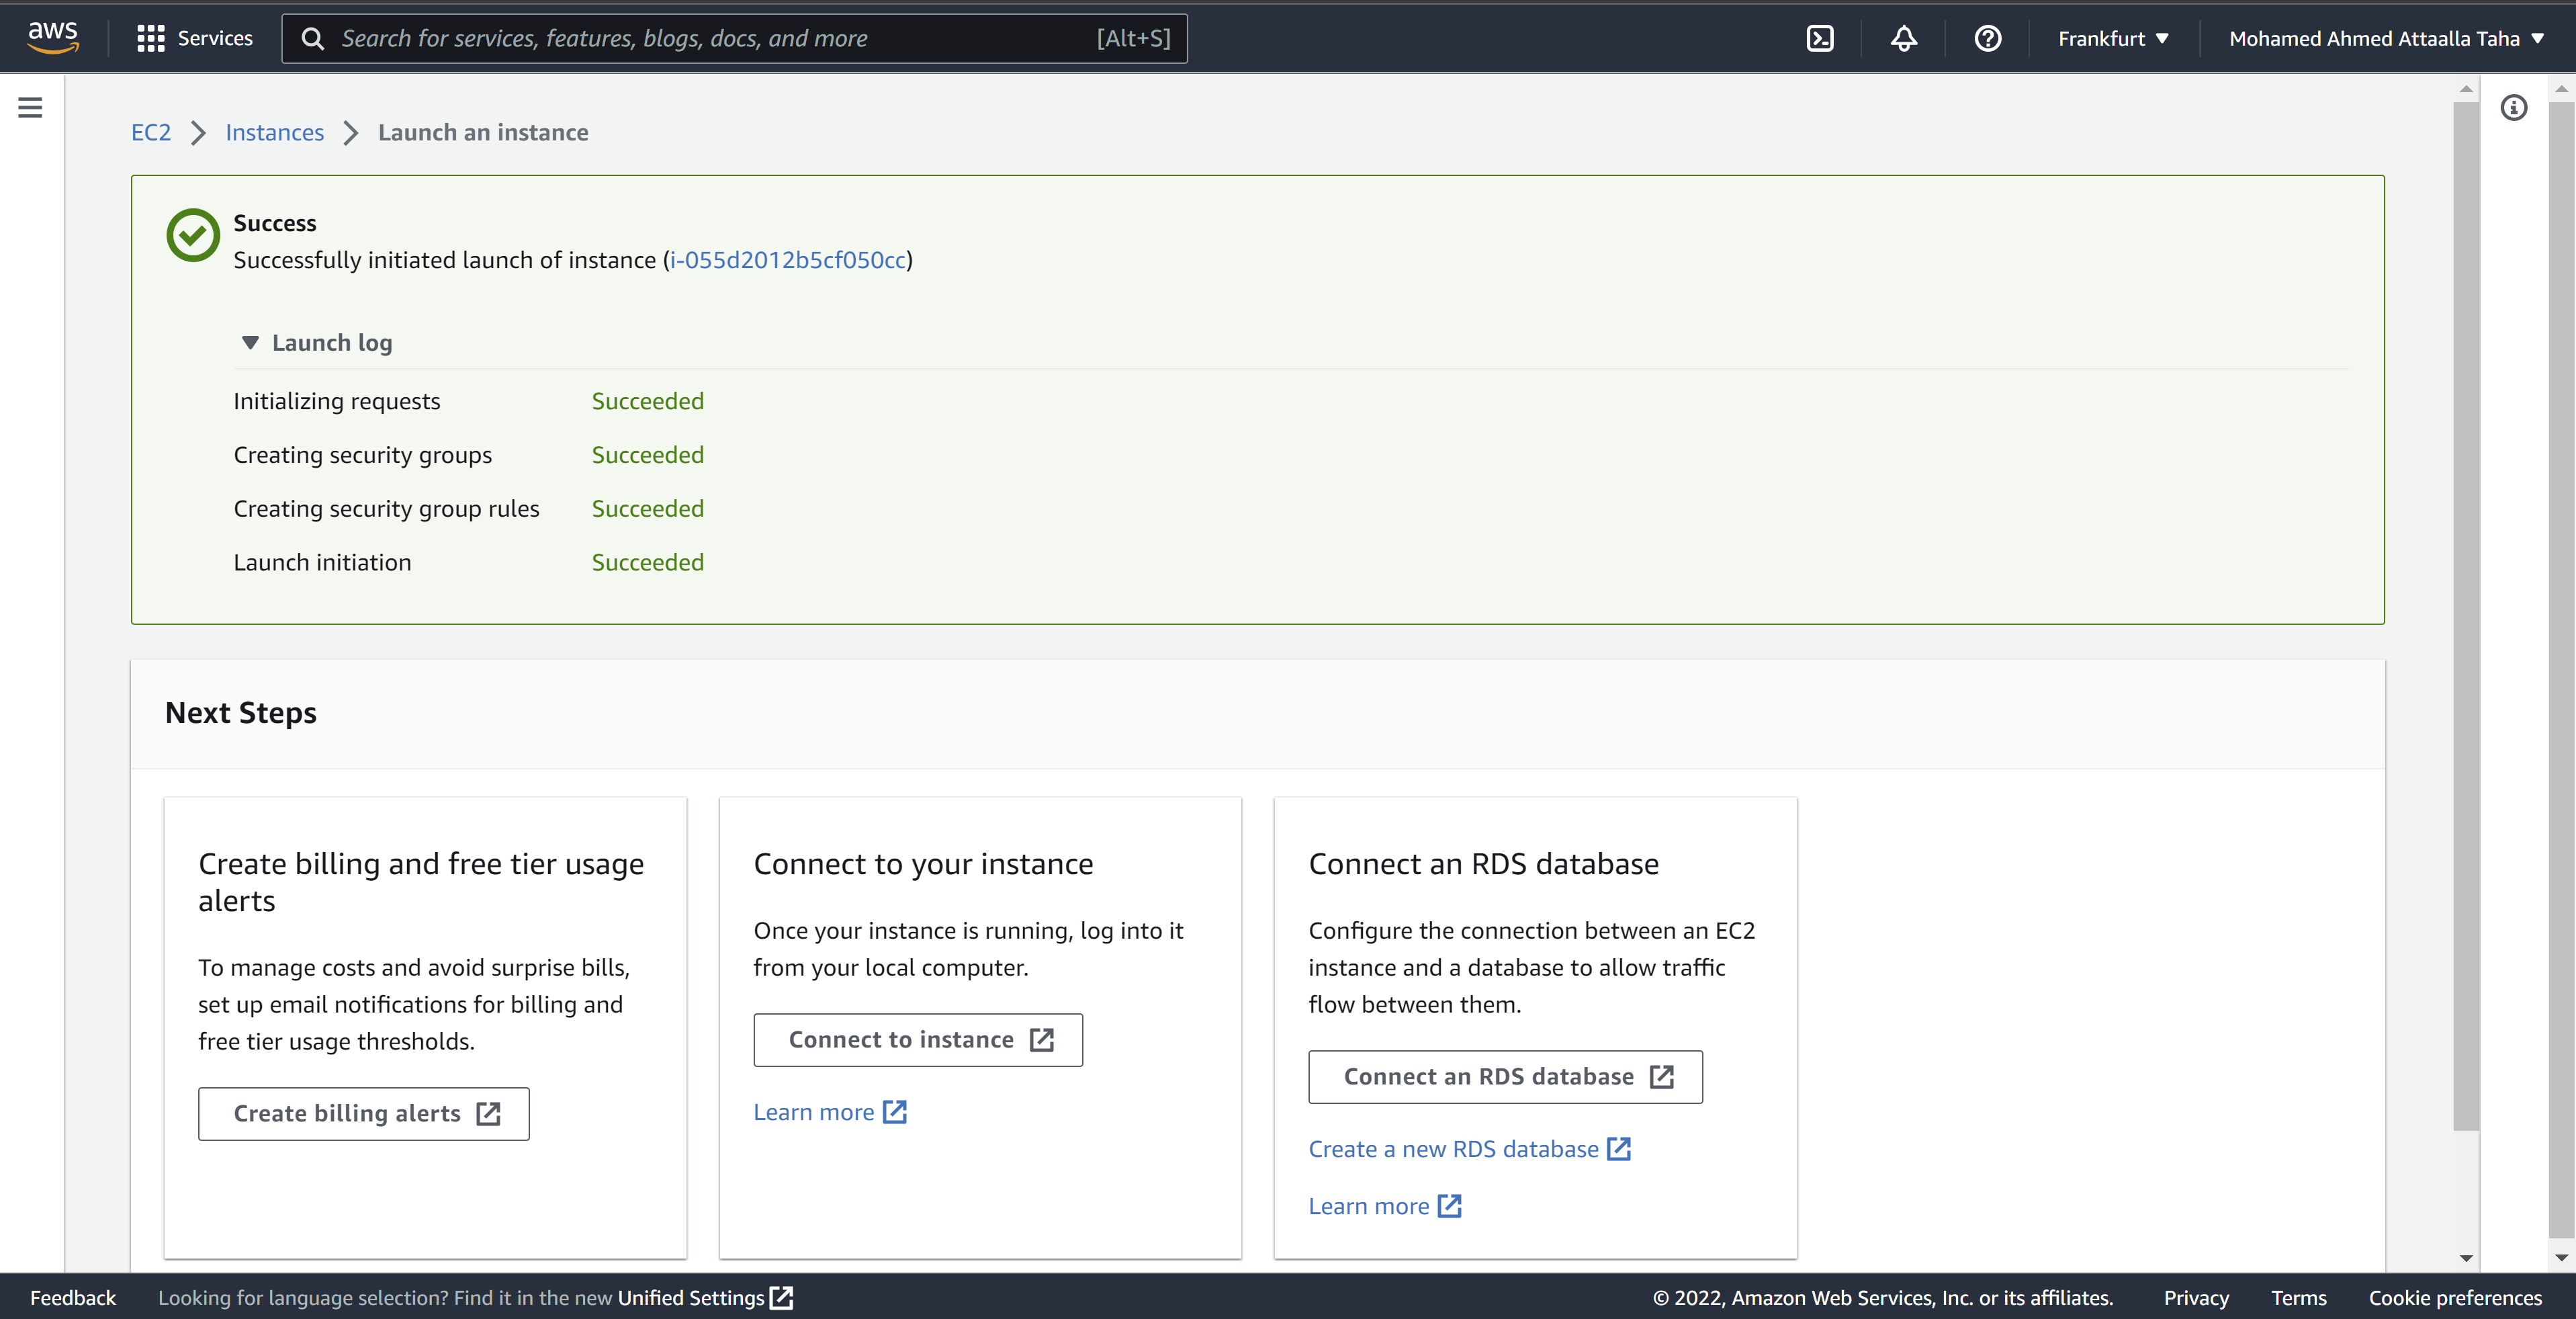 aws Services Search for services, features, blogs, docs, and more [Alt+S] Frankfurt Mohamed Ahmed Attaalla Taha
EC2 Instances Launch an instance
Success
Successfully initiated launch of instance (i-055d2012b5cf050cc)
Launch log
Initializing requests Succeeded
Creating security groups Succeeded
Creating security group rules Succeeded
Launch initiation Succeeded
Next Steps
Create billing and free tier usage
alerts
To manage costs and avoid surprise bills,
set up email notifications for billing and
free tier usage thresholds.
Create billing alerts
Connect to your instance
Once your instance is running, log into it
from your local computer.
Connect to instance
Learn more
Connect an RDS database
Configure the connection between an EC2
instance and a database to allow traffic
flow between them.
Connect an RDS database
Create a new RDS database
Learn more
Feedback Looking for language selection? Find it in the new Unified Settings © 2022, Amazon Web Services, Inc. or its affiliates. Privacy Terms Cookie preferences